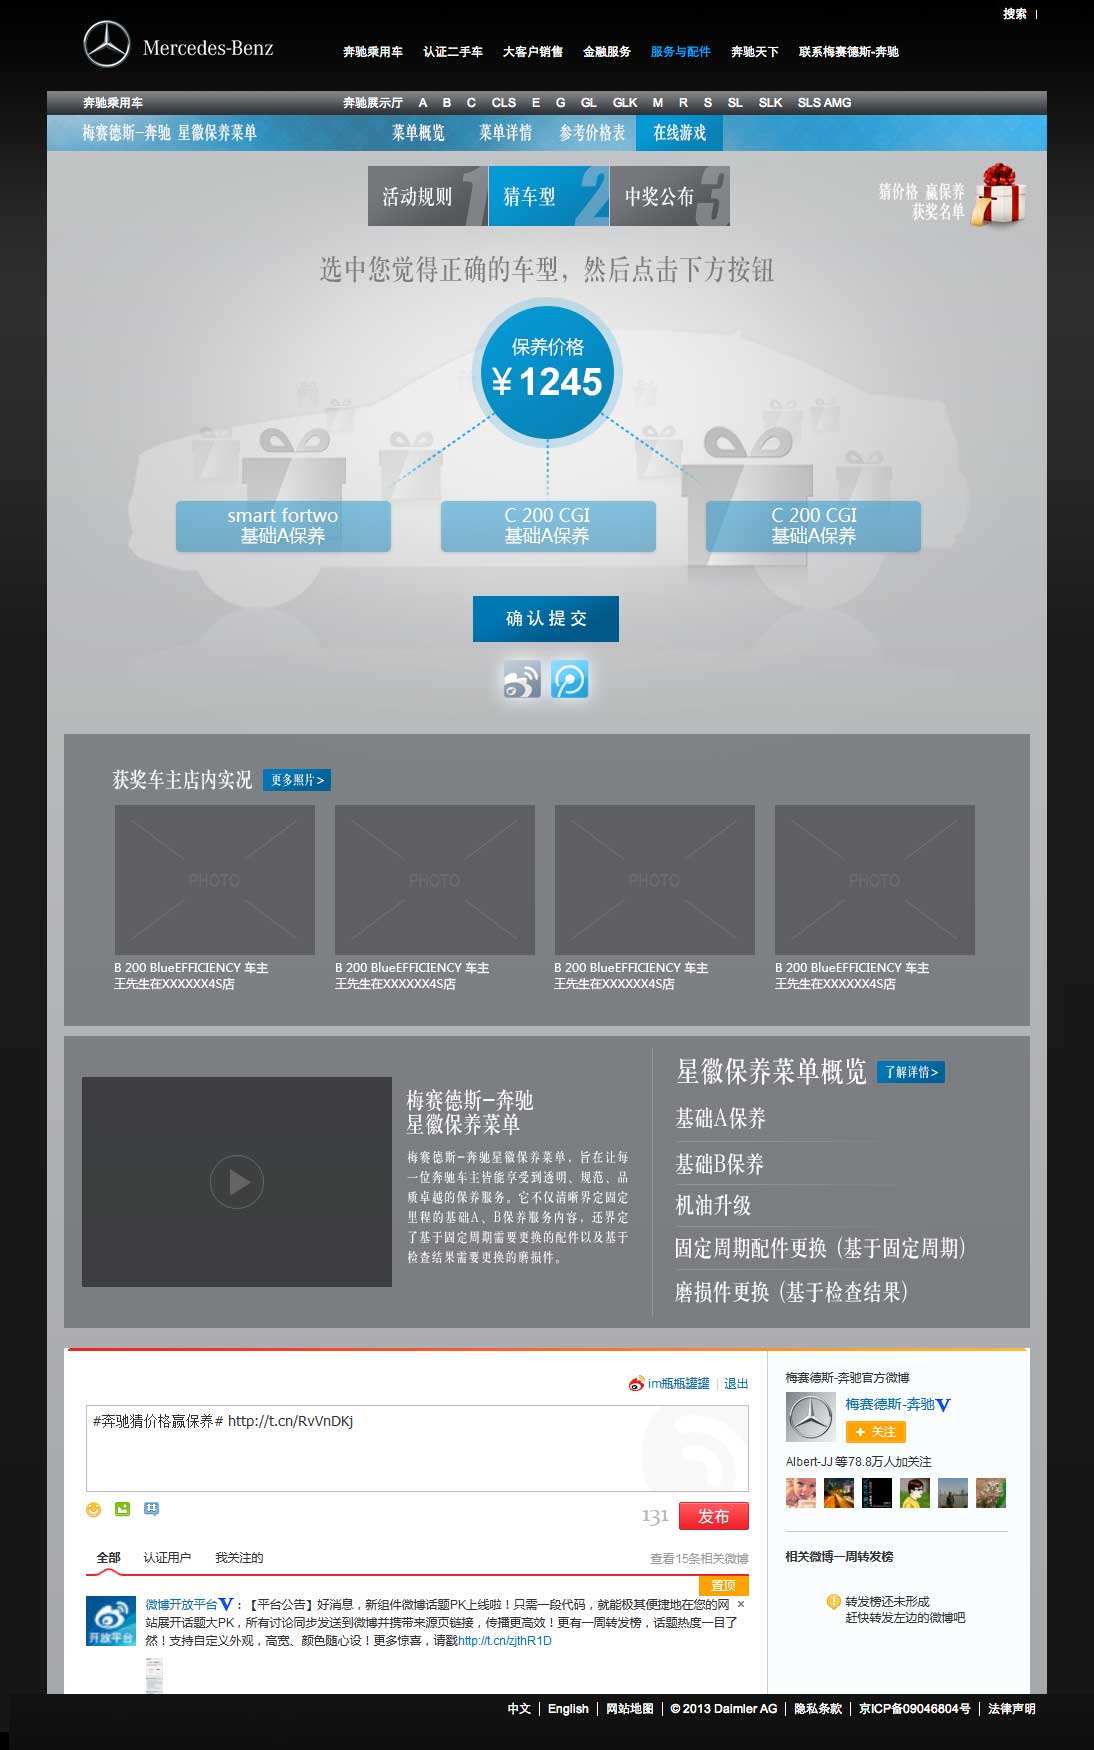 搜索
Mercedes-Benz
奔驰乘用车 认证二手车 大客户销售 金融服务 服务与配件 奔驰天下 联系梅赛德斯-奔驰
奔驰乘用车 奔驰展示厅 A B C CLS E G GL GLK M R S SL SLK SLS AMG
梅赛德斯-奔驰 星徽保养菜单 菜单概览 菜单详情 参考价格表 在线游戏
活动规则 1 猜车型 2 中奖公布 3
猜价格 赢保养
获奖名单
选中您觉得正确的车型，然后点击下方按钮
保养价格
¥1245
smart fortwo
基础A保养
C 200 CGI
基础A保养
C 200 CGI
基础A保养
确认提交
获奖车主店内实况 更多照片>
PHOTO PHOTO PHOTO PHOTO
B 200 BlueEFFICIENCY 车主
王先生在XXXXXX4S店
B 200 BlueEFFICIENCY 车主
王先生在XXXXXX4S店
B 200 BlueEFFICIENCY 车主
王先生在XXXXXX4S店
B 200 BlueEFFICIENCY 车主
王先生在XXXXXX4S店
梅赛德斯-奔驰
星徽保养菜单
梅赛德斯-奔驰星徽保养菜单，旨在让每
一位奔驰车主皆能享受到透明、规范、品
质卓越的保养服务。它不仅清晰界定固定
里程的基础A、B保养服务内容，还界定
了基于固定周期需要更换的配件以及基于
检查结果需要更换的磨损件。
星徽保养菜单概览 了解详情>
基础A保养
基础B保养
机油升级
固定周期配件更换（基于固定周期）
磨损件更换（基于检查结果）
im瓶瓶罐罐 | 退出
#奔驰猜价格赢保养# http://t.cn/RvVnDKj
131 发布
全部 认证用户 我关注的 查看15条相关微博
置顶
开放平台
微博开放平台V：【平台公告】好消息，新组件微博话题PK上线啦！只需一段代码，就能极其便捷地在您的网 ×
站展开话题大PK，所有讨论同步发送到微博并携带来源页链接，传播更高效！更有一周转发榜，话题热度一目了
然！支持自定义外观，高宽、颜色随心设！更多惊喜，请戳http://t.cn/zjthR1D
梅赛德斯-奔驰官方微博
梅赛德斯-奔驰V
+ 关注
Albert-JJ 等78.8万人加关注
相关微博一周转发榜
转发榜还未形成
赶快转发左边的微博吧
中文 | English | 网站地图 | © 2013 Daimler AG | 隐私条款 | 京ICP备09046804号 | 法律声明